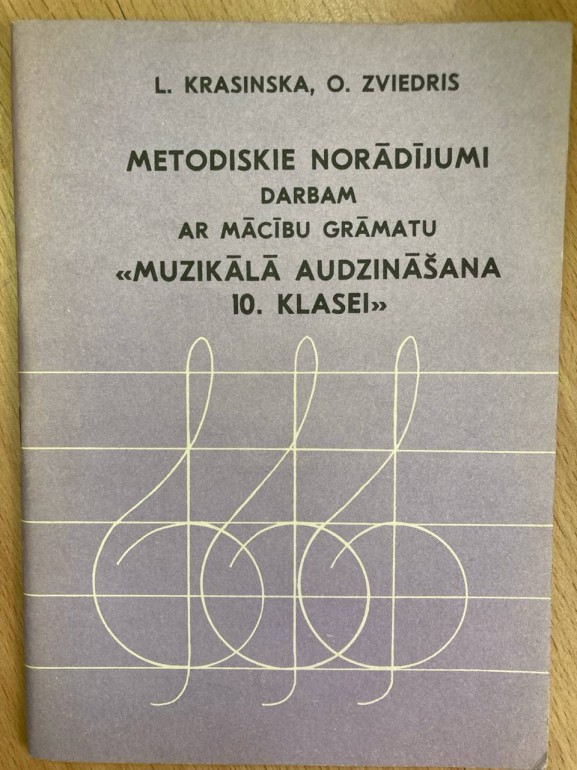 L. KRASINSKA, O. ZVIEDRIS
METODISKIE NORĀDĪJUMI
DARBAM
AR MĀCĪBU GRĀMATU
«MUZIKĀLĀ AUDZINĀŠANA
10. KLASEI»